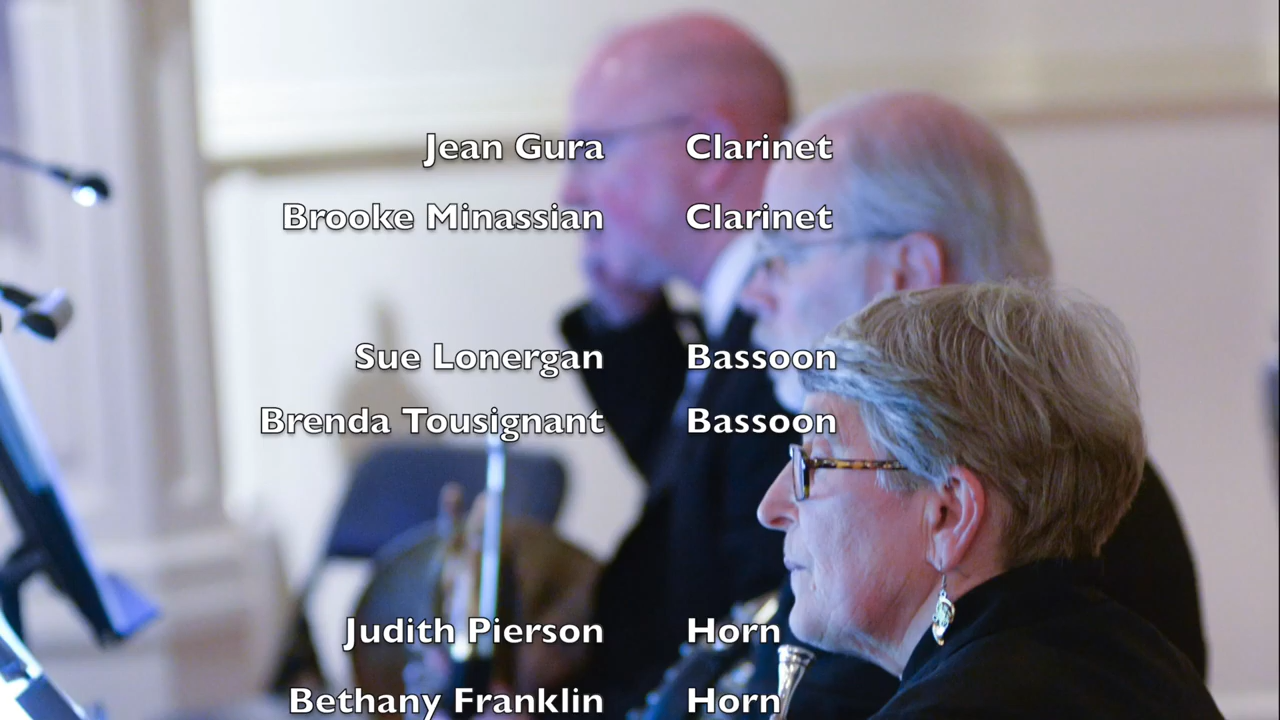 Jean Gura Clarinet
Brooke Minassian Clarinet
Sue Lonergan Bassoon
Brenda Tousignant Bassoon
Judith Pierson Horn
Bethany Franklin Horn